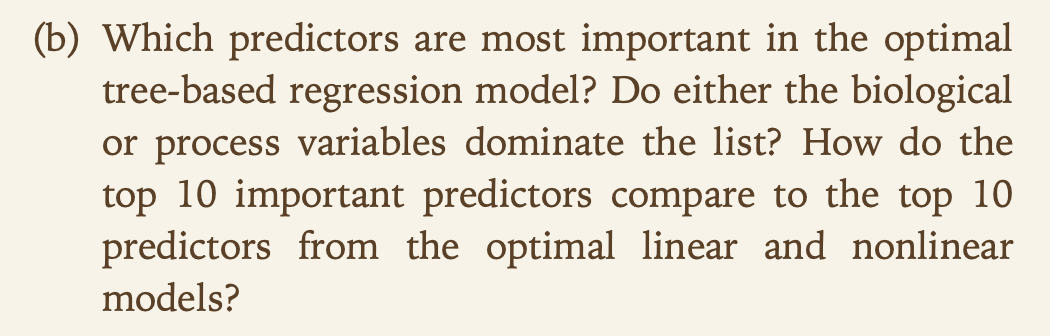 (b) Which predictors are most important in the optimal
tree-based regression model? Do either the biological
or process variables dominate the list? How do the
top 10 important predictors compare to the top 10
predictors from the optimal linear and nonlinear
models?